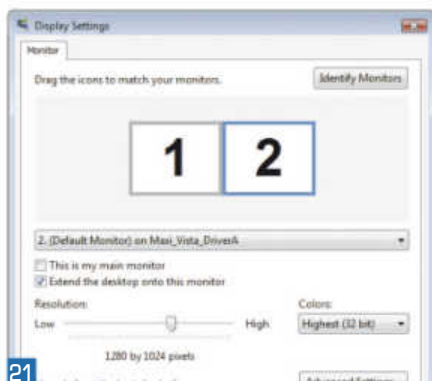 Display Settings
Monitor
Drag the icons to match your monitors.
Identify Monitors
1 2
2. (Default Monitor) on Maxi_Vista_DriverA
This is my main monitor
Extend the desktop onto this monitor
Resolution:
Colors:
Low High
Highest (32 bit)
1280 by 1024 pixels
21
Advanced Settings